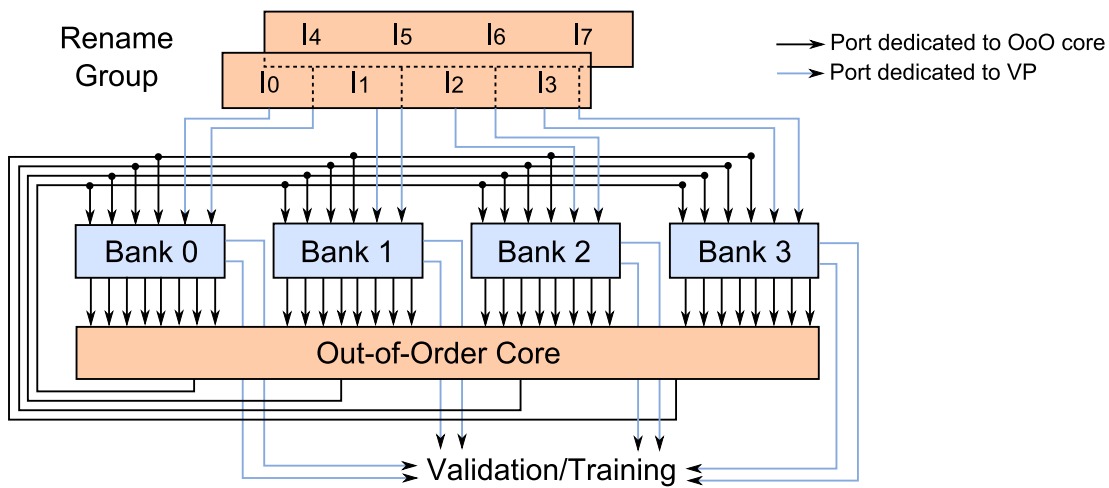 Rename
Group
I4 I5 I6 I7
I0 I1 I2 I3
Port dedicated to OoO core
Port dedicated to VP
Bank 0 Bank 1 Bank 2 Bank 3
Out-of-Order Core
Validation/Training